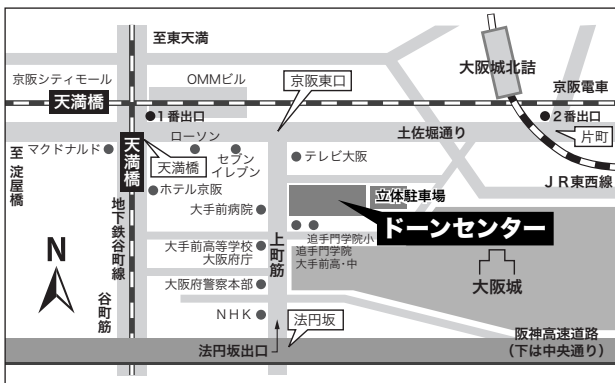 至東天満
京阪シティモール
OMMビル
京阪東口
大阪城北詰
京阪電車
天満橋
●1番出口
●2番出口
片町
土佐堀通り
ローソン
マクドナルド●
天満橋
天満橋
セブン
イレブン
●テレビ大阪
至 淀屋橋
JR東西線
●ホテル京阪
立体駐車場
大手前病院●
ドーンセンター
地下鉄谷町線
上町筋
追手門学院小
追手門学院
大手前高・中
大手前高等学校●
大阪府庁
N
大阪城
大阪府警察本部●
谷町筋
NHK●
法円坂
阪神高速道路
(下は中央通り)
法円坂出口